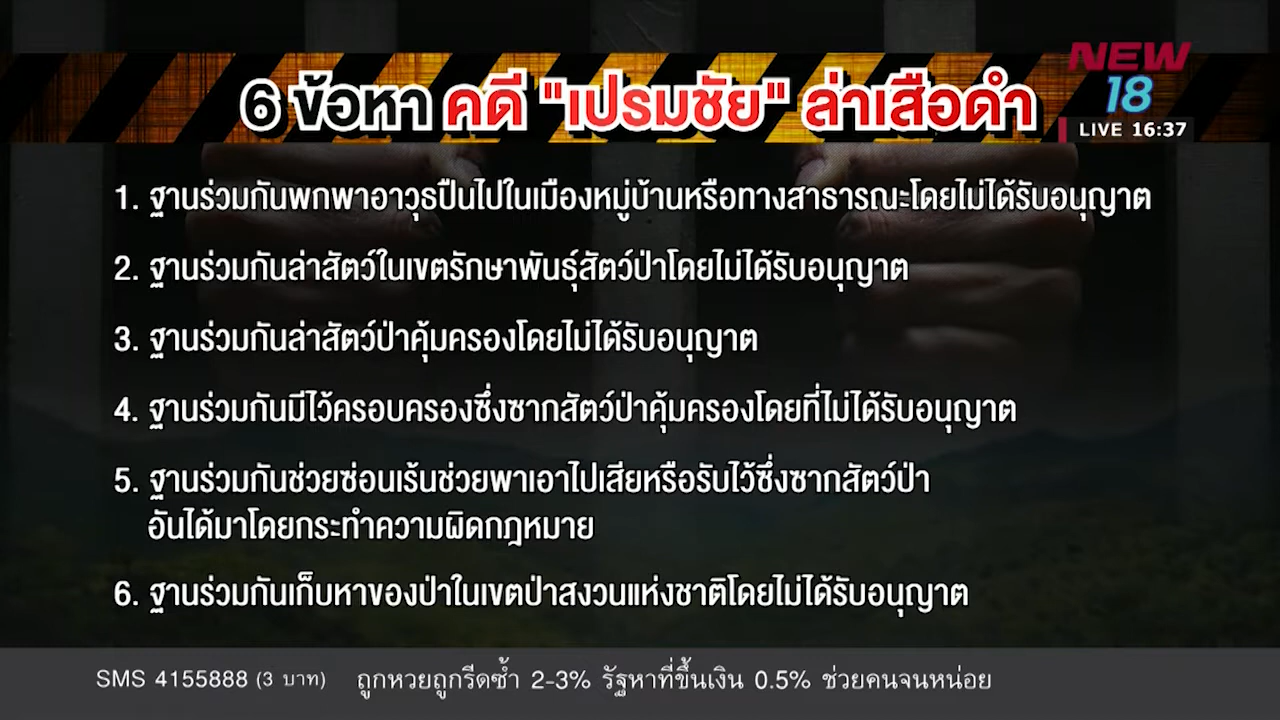 NEW
18
LIVE 16:37
6 ข้อหา คดี "เปรมชัย" ล่าเสือดำ
1. ฐานร่วมกันพกพาอาวุธปืนไปในเมืองหมู่บ้านหรือทางสาธารณะโดยไม่ได้รับอนุญาต
2. ฐานร่วมกันล่าสัตว์ในเขตรักษาพันธุ์สัตว์ป่าโดยไม่ได้รับอนุญาต
3. ฐานร่วมกันล่าสัตว์ป่าคุ้มครองโดยไม่ได้รับอนุญาต
4. ฐานร่วมกันมีไว้ครอบครองซึ่งซากสัตว์ป่าคุ้มครองโดยที่ไม่ได้รับอนุญาต
5. ฐานร่วมกันช่วยซ่อนเร้นช่วยพาเอาไปเสียหรือรับไว้ซึ่งซากสัตว์ป่า
อันได้มาโดยกระทำความผิดกฎหมาย
6. ฐานร่วมกันเก็บหาของป่าในเขตป่าสงวนแห่งชาติโดยไม่ได้รับอนุญาต
SMS 4155888 (3 บาท) ถูกหวยถูกรีดซ้ำ 2-3% รัฐหาที่ขึ้นเงิน 0.5% ช่วยคนจนหน่อย